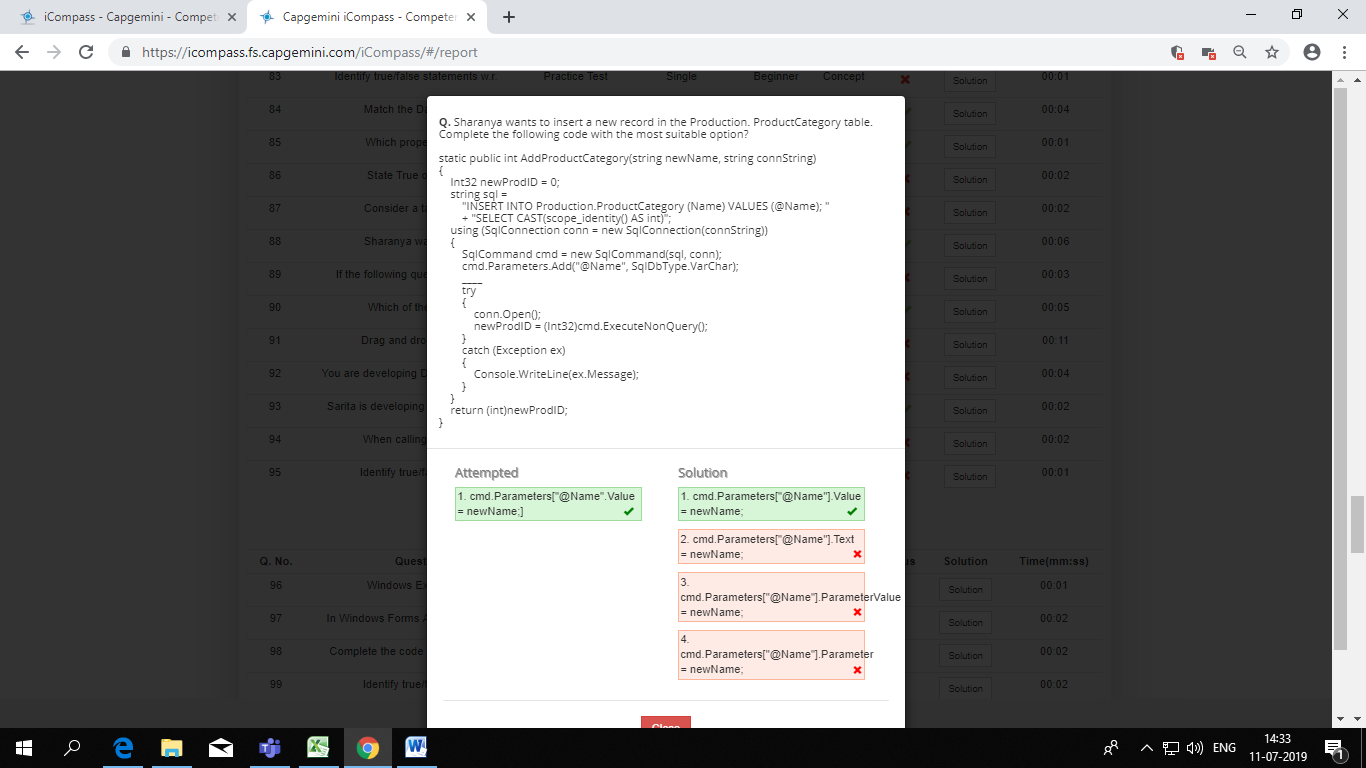 iCompass - Capgemini - Compet
Capgemini iCompass - Competen
https://icompass.fs.capgemini.com/iCompass/#/report
83 Identify true/false statements w.r. Practice Test Single Beginner Concept Solution 00:01
84 Match the Da Solution 00:04
85 Which prope Solution 00:01
86 State True o Solution 00:02
87 Consider a ta Solution 00:02
88 Sharanya wa Solution 00:06
89 If the following que Solution 00:03
90 Which of the Solution 00:05
91 Drag and dro Solution 00:11
92 You are developing D Solution 00:04
93 Sarita is developing Solution 00:02
94 When calling Solution 00:02
95 Identify true/f Solution 00:01
Q. No. Quest us Solution Time(mm:ss)
96 Windows Ex Solution 00:01
97 In Windows Forms A Solution 00:02
98 Complete the code Solution 00:02
99 Identify true/f Solution 00:02
Q. Sharanya wants to insert a new record in the Production. ProductCategory table.
Complete the following code with the most suitable option?
static public int AddProductCategory(string newName, string connString)
{
Int32 newProdID = 0;
string sql =
"INSERT INTO Production.ProductCategory (Name) VALUES (@Name); "
+ "SELECT CAST(scope_identity() AS int)";
using (SqlConnection conn = new SqlConnection(connString))
{
SqlCommand cmd = new SqlCommand(sql, conn);
cmd.Parameters.Add("@Name", SqlDbType.VarChar);
____
try
{
conn.Open();
newProdID = (Int32)cmd.ExecuteNonQuery();
}
catch (Exception ex)
{
Console.WriteLine(ex.Message);
}
}
return (int)newProdID;
}
Attempted
1. cmd.Parameters["@Name".Value
= newName;]
Solution
1. cmd.Parameters["@Name"].Value
= newName;
2. cmd.Parameters["@Name"].Text
= newName;
3.
cmd.Parameters["@Name"].ParameterValue
= newName;
4.
cmd.Parameters["@Name"].Parameter
= newName;
Close
ENG
14:33
11-07-2019
1